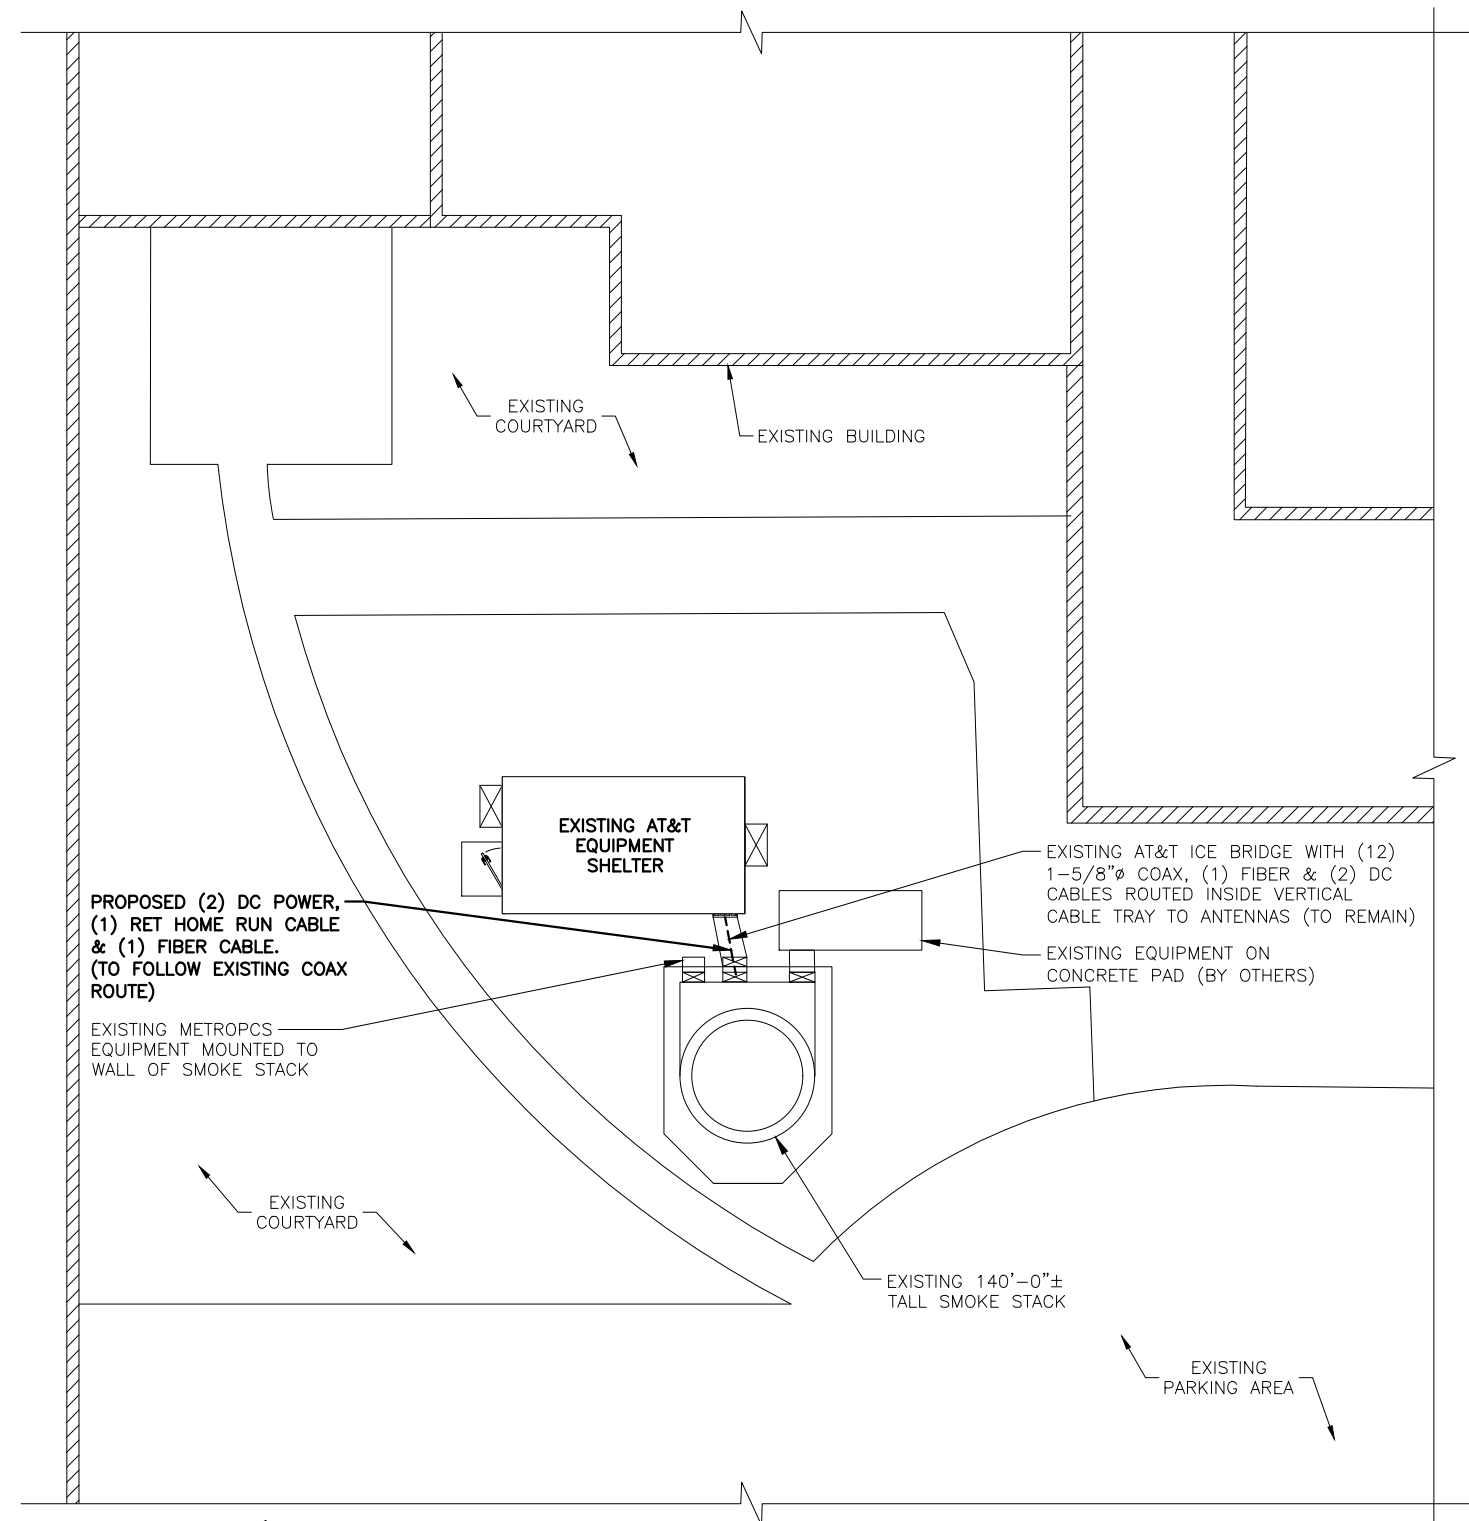 EXISTING
COURTYARD
EXISTING BUILDING
EXISTING AT&T
EQUIPMENT
SHELTER
EXISTING AT&T ICE BRIDGE WITH (12)
1-5/8"ø COAX, (1) FIBER & (2) DC
CABLES ROUTED INSIDE VERTICAL
CABLE TRAY TO ANTENNAS (TO REMAIN)
PROPOSED (2) DC POWER,
(1) RET HOME RUN CABLE
& (1) FIBER CABLE.
(TO FOLLOW EXISTING COAX
ROUTE)
EXISTING EQUIPMENT ON
CONCRETE PAD (BY OTHERS)
EXISTING METROPCS
EQUIPMENT MOUNTED TO
WALL OF SMOKE STACK
EXISTING
COURTYARD
EXISTING 140'-0"±
TALL SMOKE STACK
EXISTING
PARKING AREA